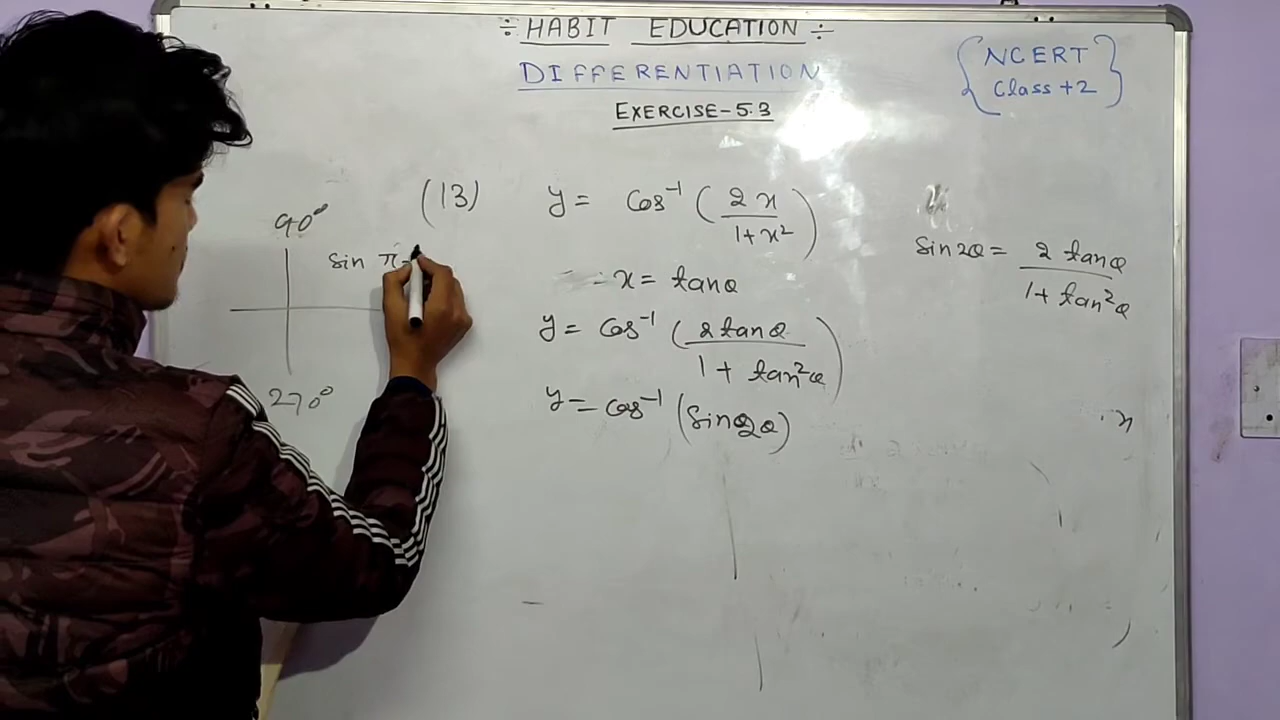 ÷ HABIT EDUCATION ÷
DIFFERENTIATION
EXERCISE-5.3
NCERT
Class +2
(13) y = Cos⁻¹ (2x / 1+x²)
x = tanθ
y = Cos⁻¹ (2tanθ / 1 + tan²θ)
y = cos⁻¹ (Sin2θ)
Sin2θ = 2 tanθ / 1 + tan²θ
90°
Sin π-
270°
x